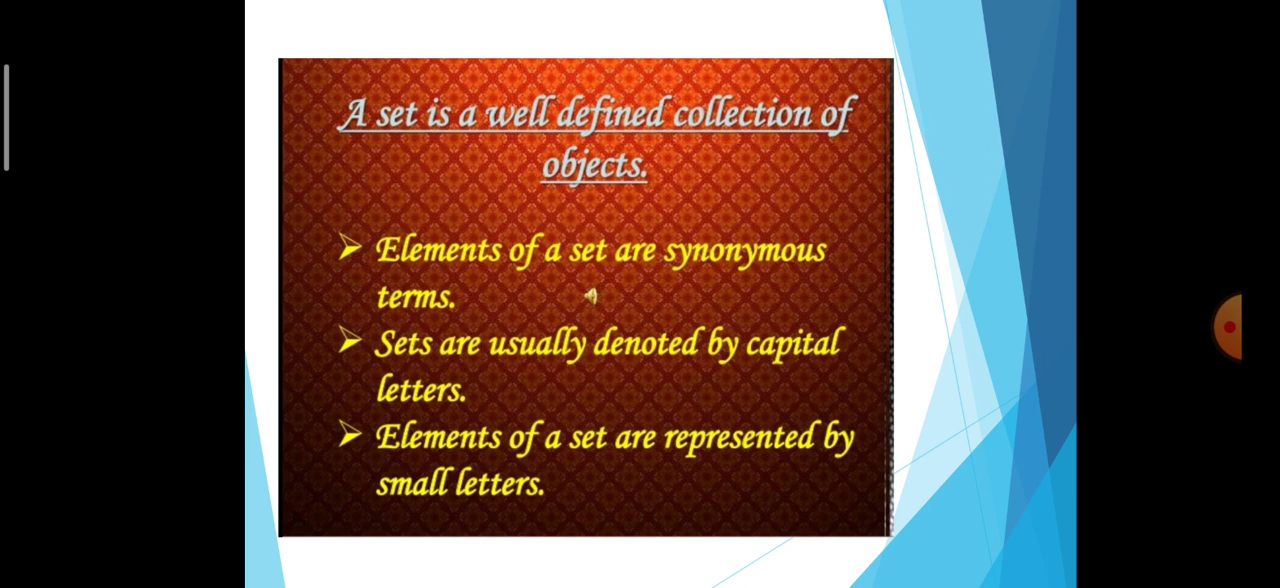 A set is a well defined collection of
objects.
Elements of a set are synonymous
terms.
Sets are usually denoted by capital
letters.
Elements of a set are represented by
small letters.